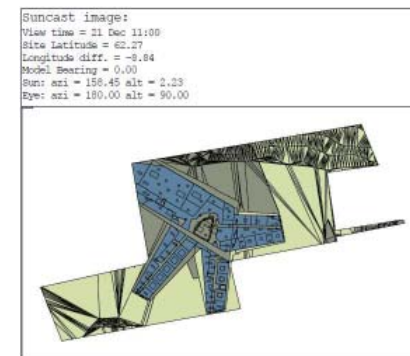 Suncast image:
View time = 21 Dec 11:00
Site Latitude = 62.27
Longitude diff. = -8.84
Model Bearing = 0.00
Sun: azi = 158.45 alt = 2.23
Eye: azi = 180.00 alt = 90.00